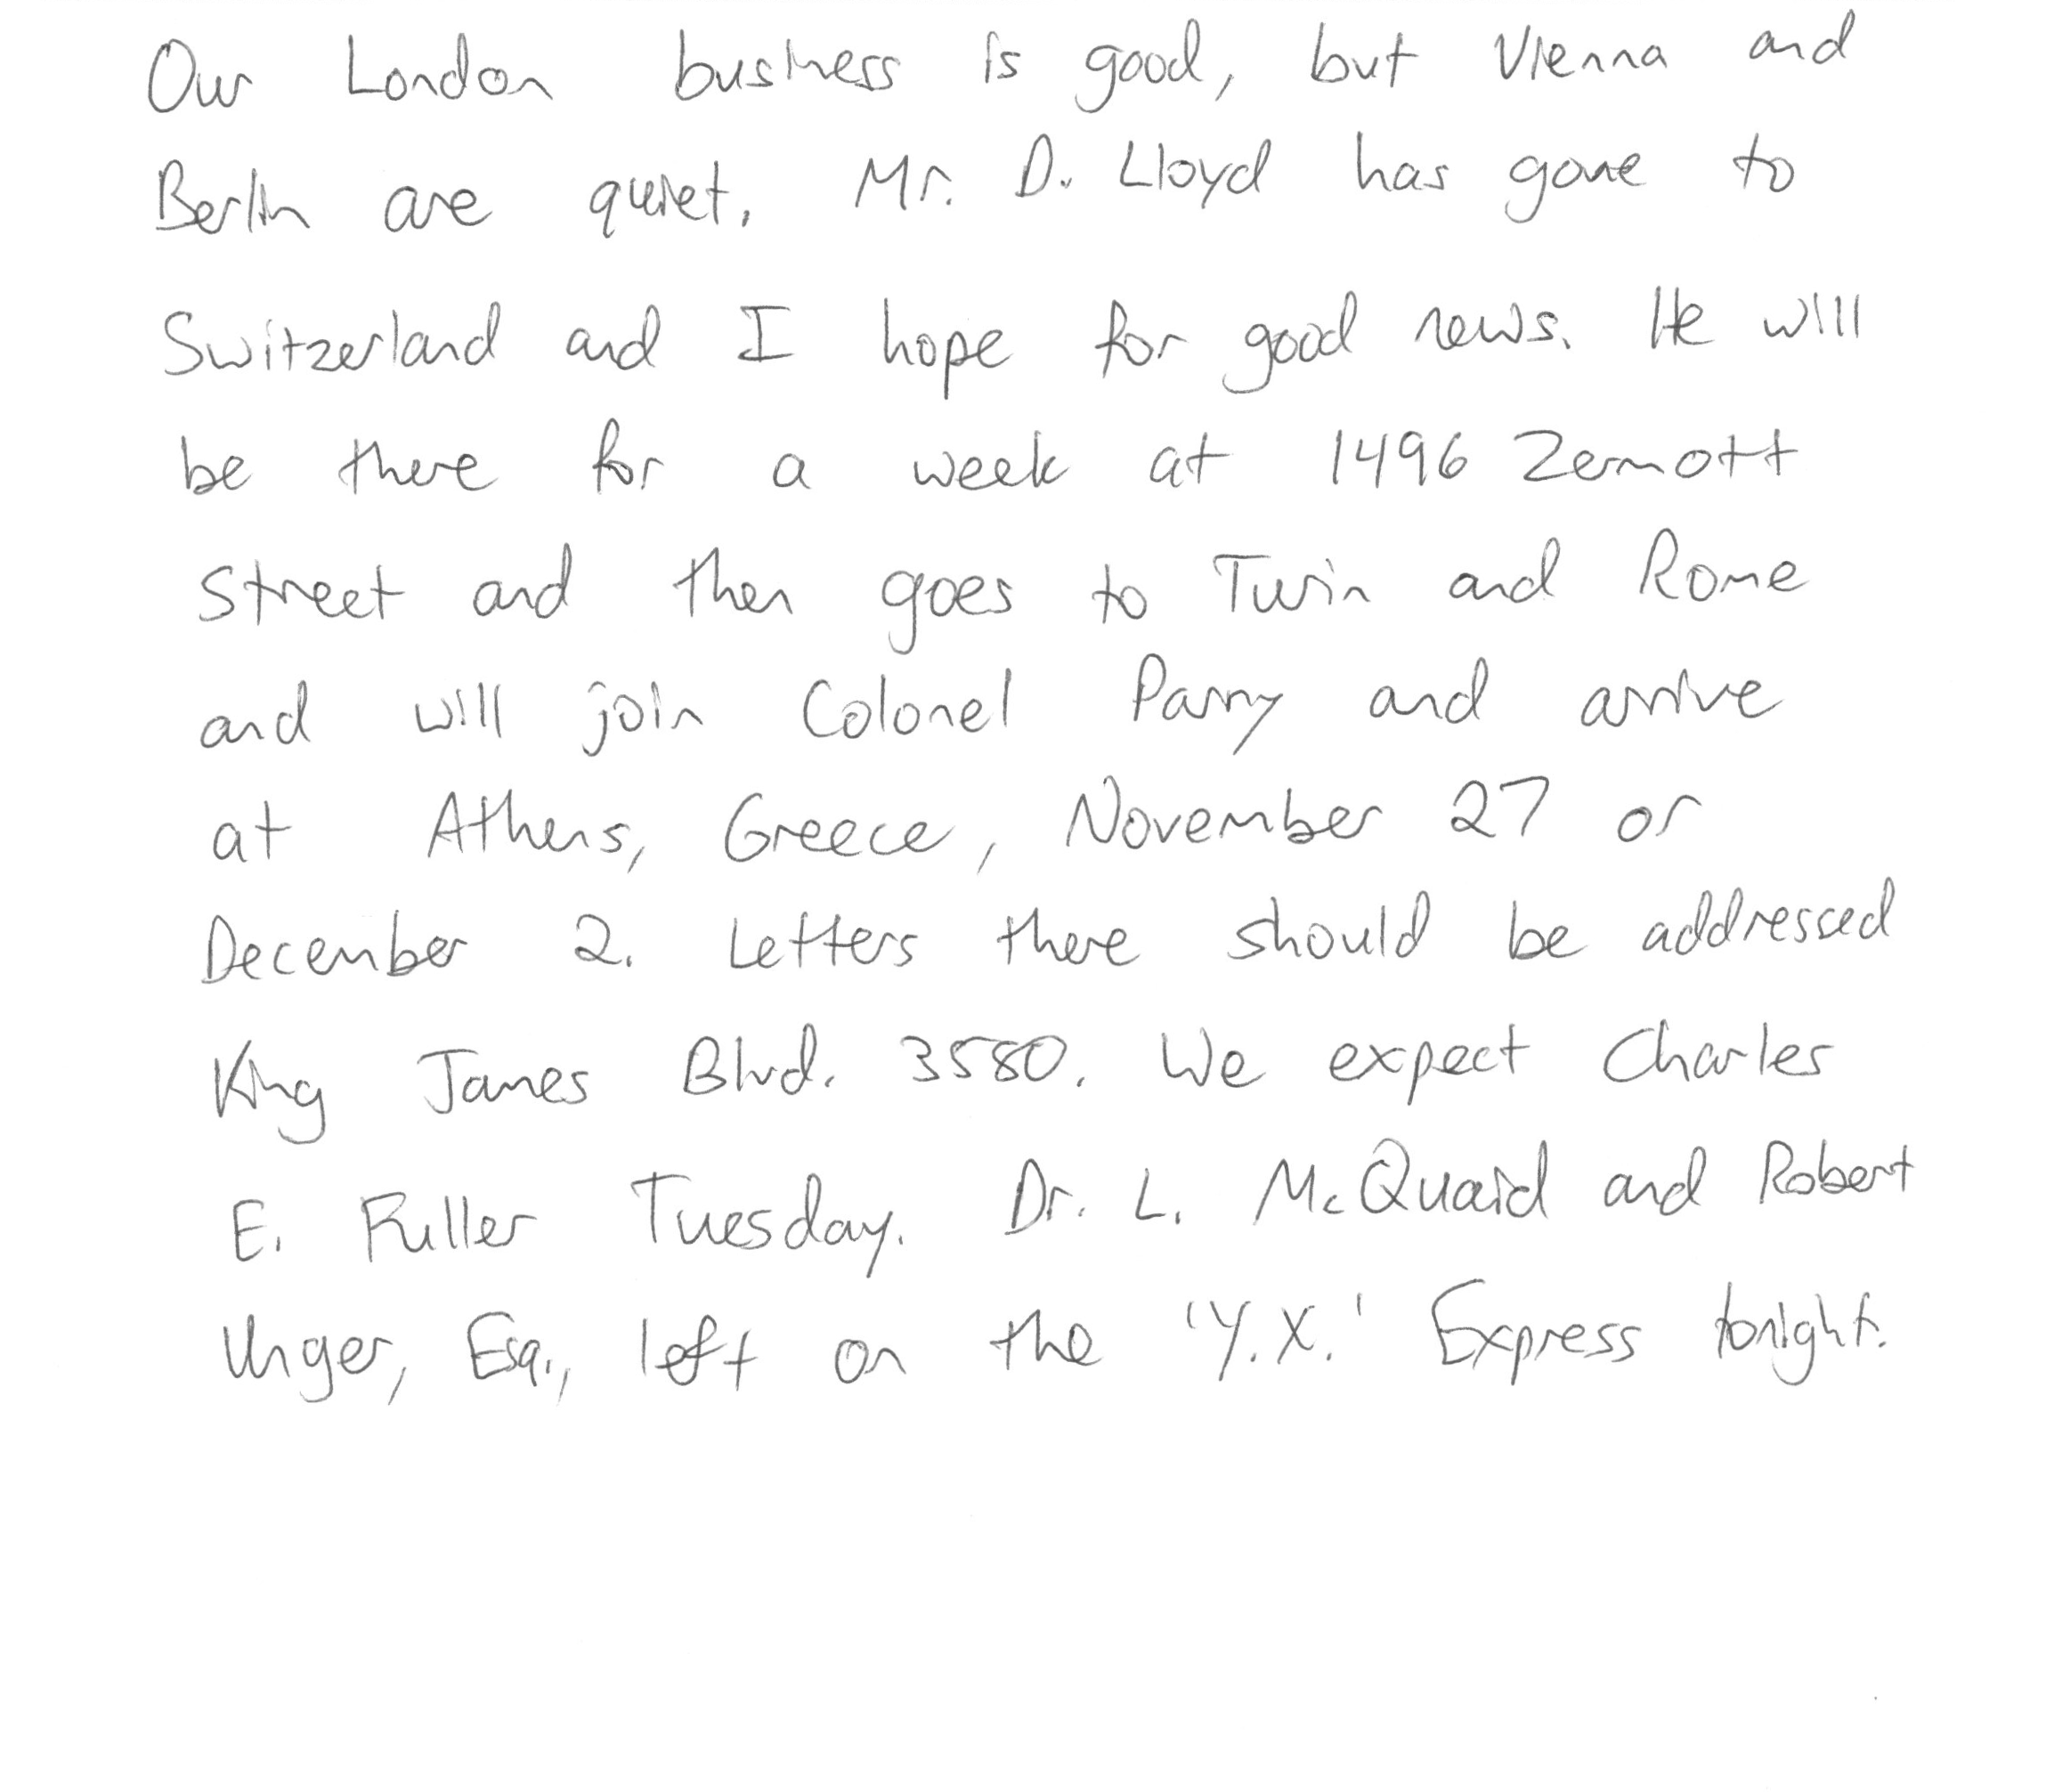 Our London business is good, but Vienna and
Berlin are quiet. Mr. D. Lloyd has gone to
Switzerland and I hope for good news. He will
be there for a week at 1496 Zermott
Street and then goes to Turin and Rome
and will join Colonel Parry and arrive
at Athens, Greece, November 27 or
December 2. Letters there should be addressed
King James Blvd. 3580. We expect Charles
E. Fuller Tuesday. Dr. L. McQuaid and Robert
Unger, Esq., left on the 'Y.X.' Express tonight.